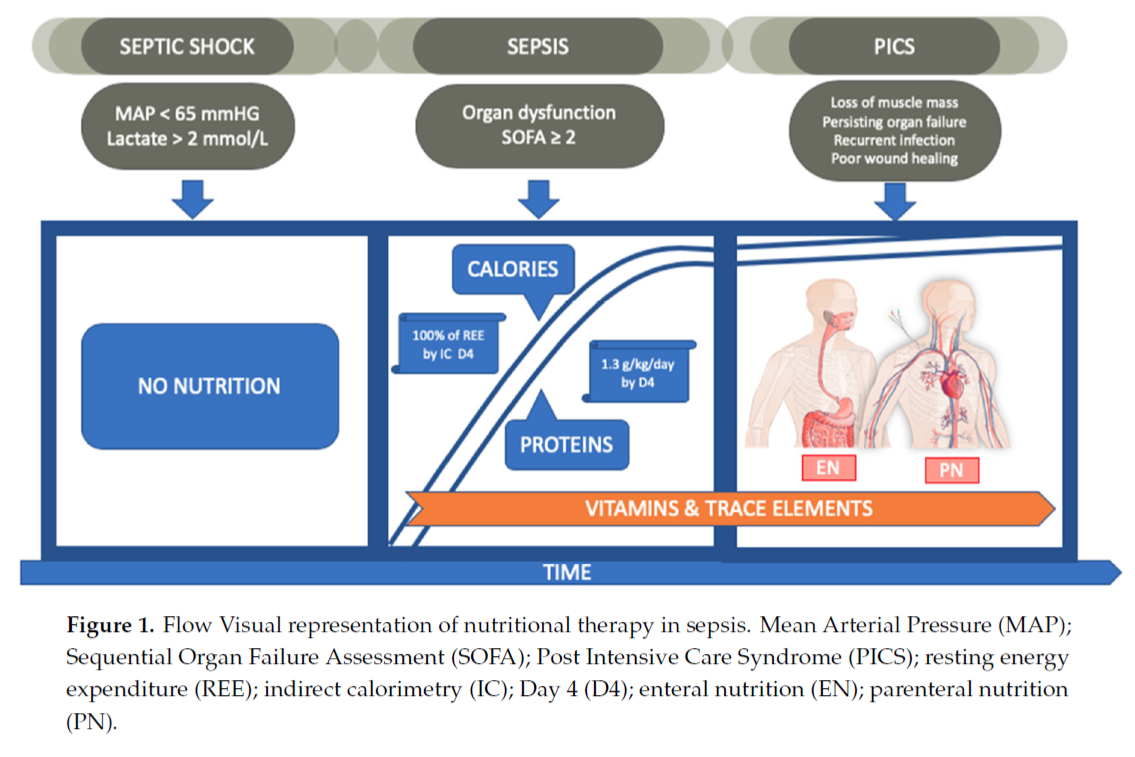 SEPTIC SHOCK
SEPSIS
PICS
MAP < 65 mmHG
Lactate > 2 mmol/L
Organ dysfunction
SOFA ≥ 2
Loss of muscle mass
Persisting organ failure
Recurrent infection
Poor wound healing
NO NUTRITION
CALORIES
100% of REE
by IC D4
1.3 g/kg/day
by D4
PROTEINS
EN
PN
VITAMINS & TRACE ELEMENTS
TIME
Figure 1. Flow Visual representation of nutritional therapy in sepsis. Mean Arterial Pressure (MAP);
Sequential Organ Failure Assessment (SOFA); Post Intensive Care Syndrome (PICS); resting energy
expenditure (REE); indirect calorimetry (IC); Day 4 (D4); enteral nutrition (EN); parenteral nutrition
(PN).